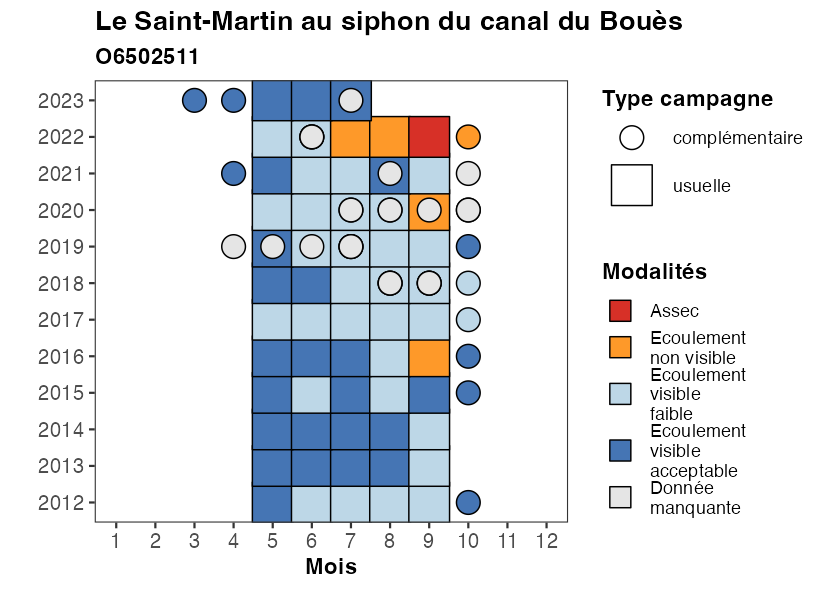 Le Saint-Martin au siphon du canal du Bouès
O6502511
2023
2022
2021
2020
2019
2018
2017
2016
2015
2014
2013
2012
1 2 3 4 5 6 7 8 9 10 11 12
Mois
Type campagne
complémentaire
usuelle
Modalités
Assec
Ecoulement
non visible
Ecoulement
visible
faible
Ecoulement
visible
acceptable
Donnée
manquante